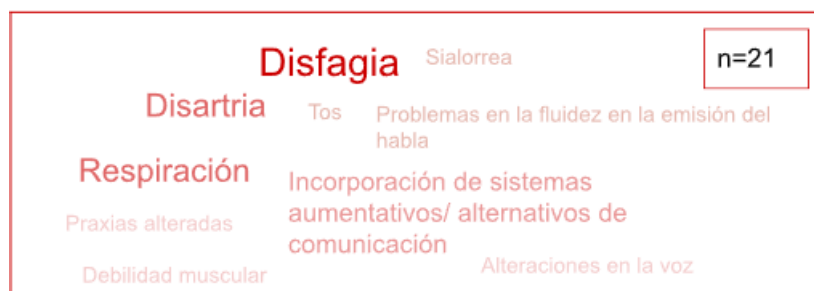 Disfagia
Sialorrea
n=21
Disartria
Tos
Problemas en la fluidez en la emisión del
habla
Respiración
Incorporación de sistemas
aumentativos/ alternativos de
comunicación
Praxias alteradas
Debilidad muscular
Alteraciones en la voz